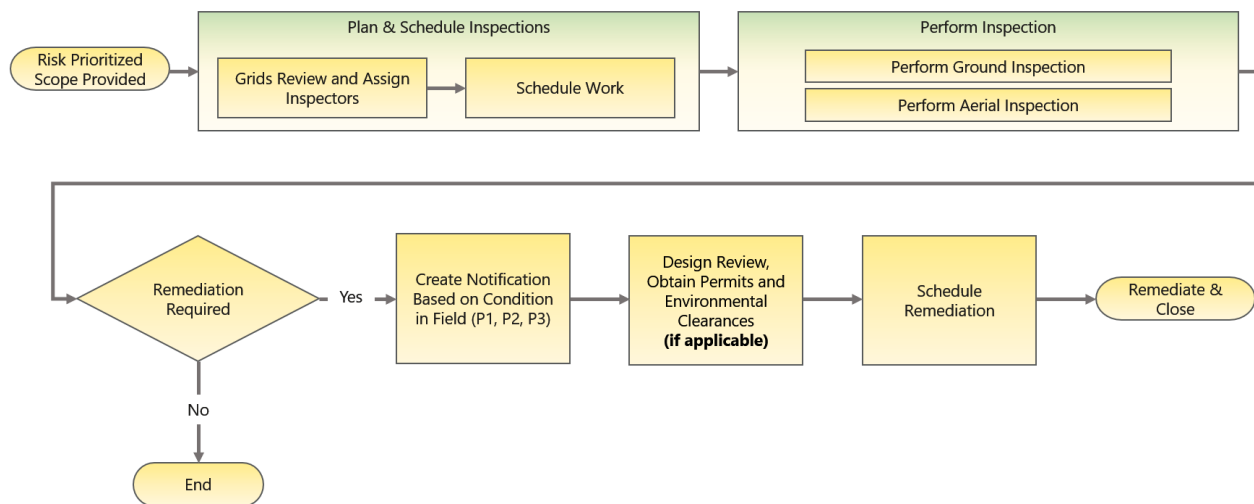 Plan & Schedule Inspections
Perform Inspection
Risk Prioritized
Scope Provided
Grids Review and Assign
Inspectors
Schedule Work
Perform Ground Inspection
Perform Aerial Inspection
Remediation
Required
Yes
Create Notification
Based on Condition
in Field (P1, P2, P3)
Design Review,
Obtain Permits and
Environmental
Clearances
(if applicable)
Schedule
Remediation
Remediate &
Close
No
End